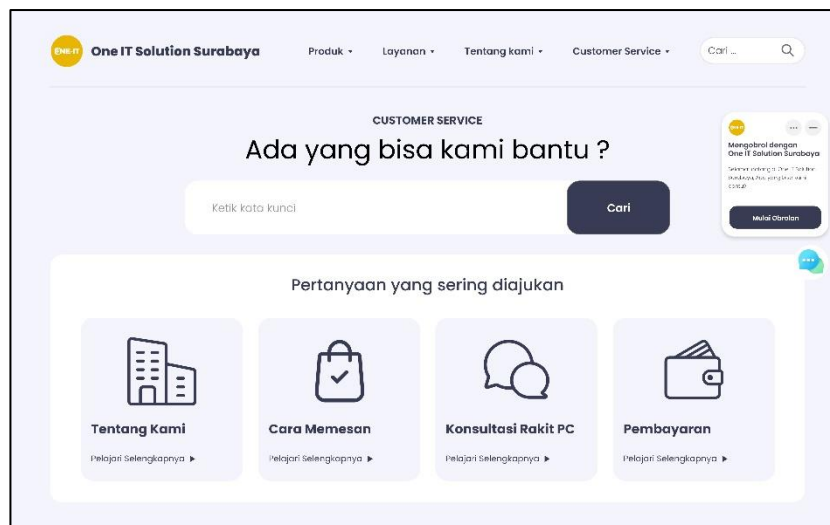 ONE-IT
One IT Solution Surabaya
Produk
Layanan
Tentang kami
Customer Service
Cari ...
CUSTOMER SERVICE
Ada yang bisa kami bantu ?
Ketik kata kunci
Cari
Mengobrol dengan
One IT Solution Surabaya
Mulai Obrolan
Pertanyaan yang sering diajukan
Tentang Kami
Cara Memesan
Konsultasi Rakit PC
Pembayaran
Pelajari Selengkapnya
Pelajari Selengkapnya
Pelajari Selengkapnya
Pelajari Selengkapnya